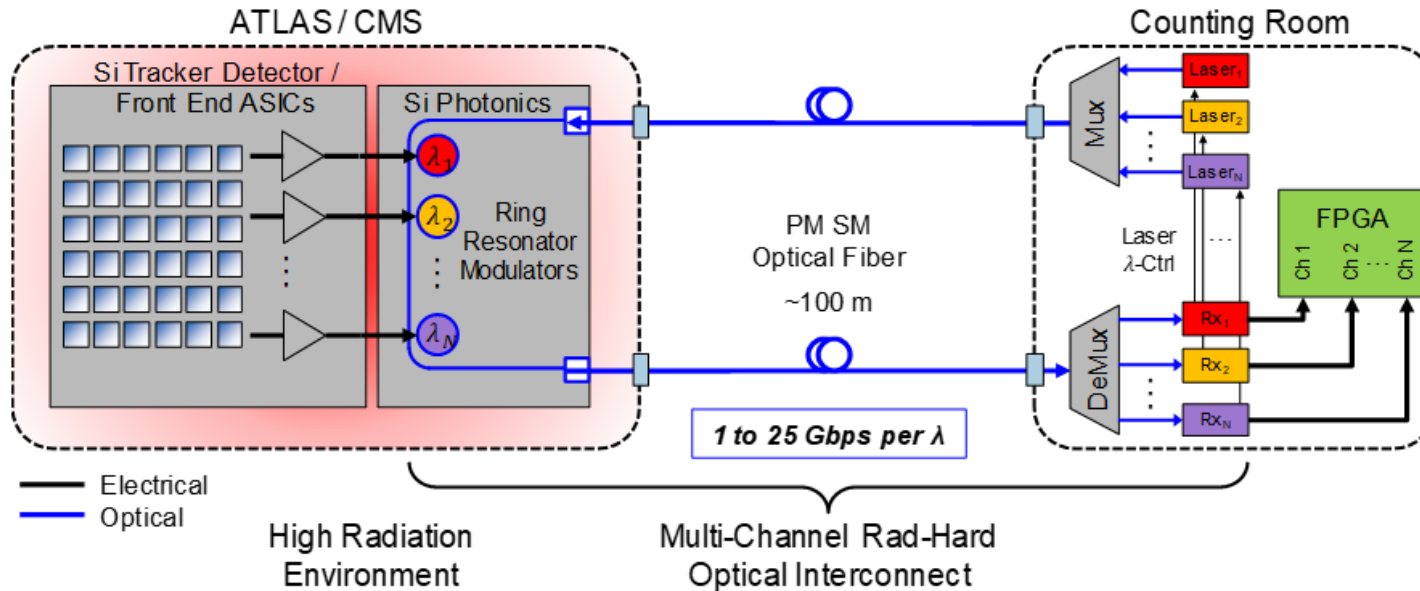 ATLAS / CMS
Counting Room
Si Tracker Detector /
Front End ASICs
Si Photonics
λ1
λ2
⋮
λN
Ring
Resonator
Modulators
PM SM
Optical Fiber
~100 m
1 to 25 Gbps per λ
Mux
Laser1
Laser2
LaserN
Laser
λ-Ctrl
DeMux
Rx1
Rx2
RxN
FPGA
Ch 1
Ch 2
Ch N
Electrical
Optical
High Radiation
Environment
Multi-Channel Rad-Hard
Optical Interconnect